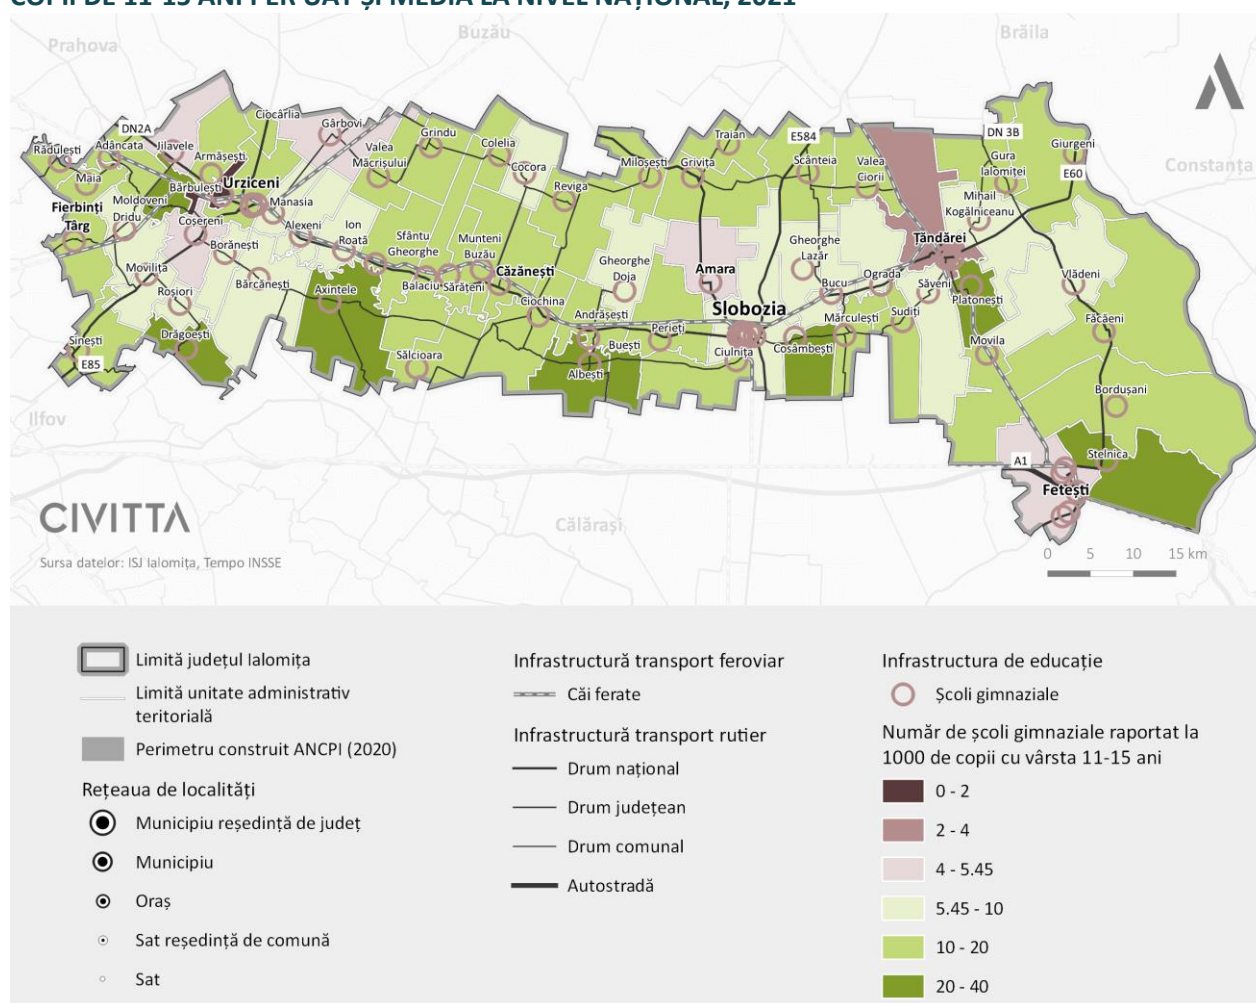 COPII DE 11-15 ANI PER UAT ȘI MEDIA LA NIVEL NAȚIONAL, 2021
Prahova
Buzău
Brăila
Constanța
Ilfov
Călărași
DN2A
E584
DN 3B
E60
E85
A1
Rădulești
Adâncata
Jilavele
Ciocârlia
Gârbovi
Armășești
Maia
Bărbulești
Urziceni
Valea
Măcrișului
Grindu
Colelia
Cocora
Reviga
Miloșești
Grivița
Traian
Scânteia
Valea
Ciorii
Gura
Ialomiței
Giurgeni
Mihail
Kogălniceanu
Fierbinți
Târg
Moldoveni
Dridu
Coșereni
Manasia
Alexeni
Ion
Roată
Borănești
Sfântu
Gheorghe
Munteni
Buzău
Balaciu
Sărățeni
Căzănești
Gheorghe
Doja
Amara
Gheorghe
Lazăr
Țăndărei
Movilița
Roșiori
Bărcănești
Axintele
Ciochina
Andrășești
Perieți
Slobozia
Bucu
Ograda
Săveni
Platonești
Vlădeni
Sinești
Drăgoești
Sălcioara
Buești
Albești
Ciulnița
Cosâmbești
Mărculești
Sudiți
Movila
Făcăeni
Bordușani
Stelnica
Fetești
CIVITTA
Sursa datelor: ISJ Ialomița, Tempo INSSE
0 5 10 15 km
Limită județul Ialomița
Limită unitate administrativ
teritorială
Perimetru construit ANCPI (2020)
Rețeaua de localități
Municipiu reședință de județ
Municipiu
Oraș
Sat reședință de comună
Sat
Infrastructură transport feroviar
Căi ferate
Infrastructură transport rutier
Drum național
Drum județean
Drum comunal
Autostradă
Infrastructura de educație
Școli gimnaziale
Număr de școli gimnaziale raportat la
1000 de copii cu vârsta 11-15 ani
0 - 2
2 - 4
4 - 5.45
5.45 - 10
10 - 20
20 - 40